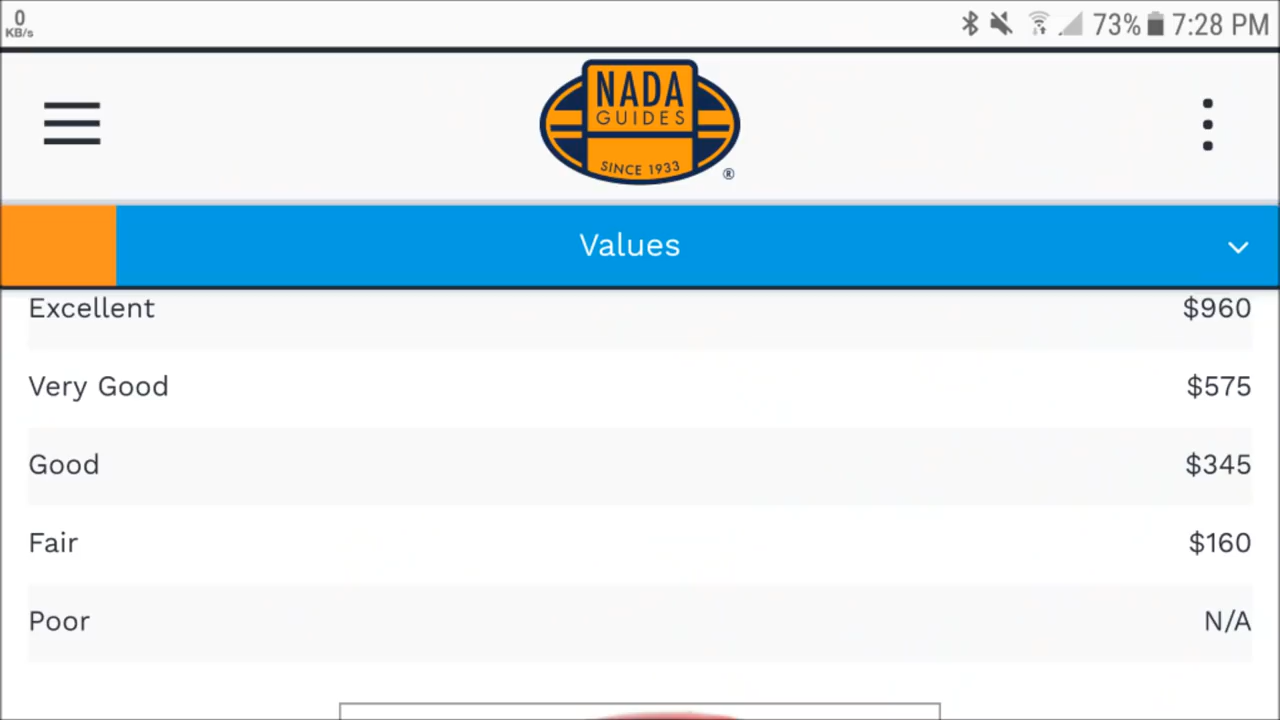 0
KB/s
73% 7:28 PM
NADA
GUIDES
SINCE 1933
®
Values
Excellent $960
Very Good $575
Good $345
Fair $160
Poor N/A